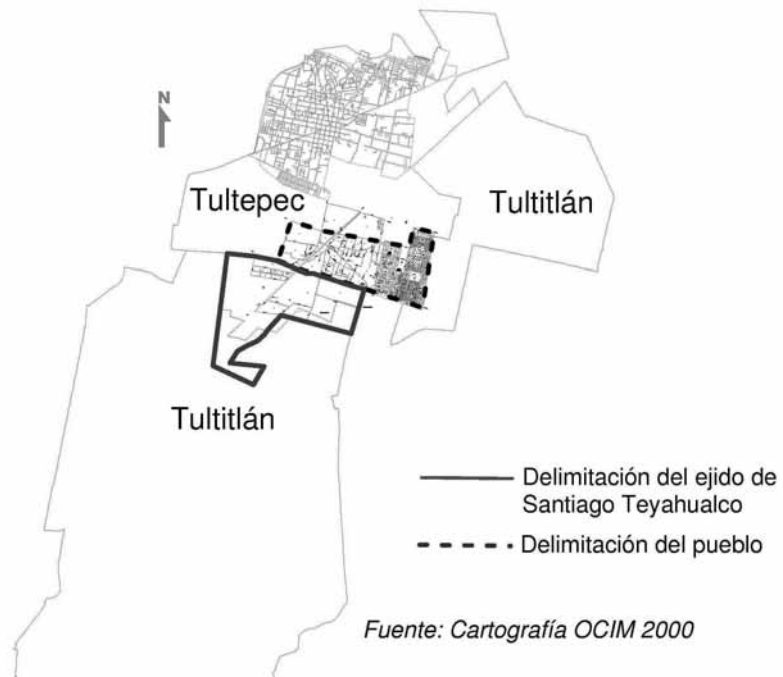 N
Tultepec
Tultitlán
Tultitlán
Delimitación del ejido de
Santiago Teyahualco
Delimitación del pueblo
Fuente: Cartografía OCIM 2000